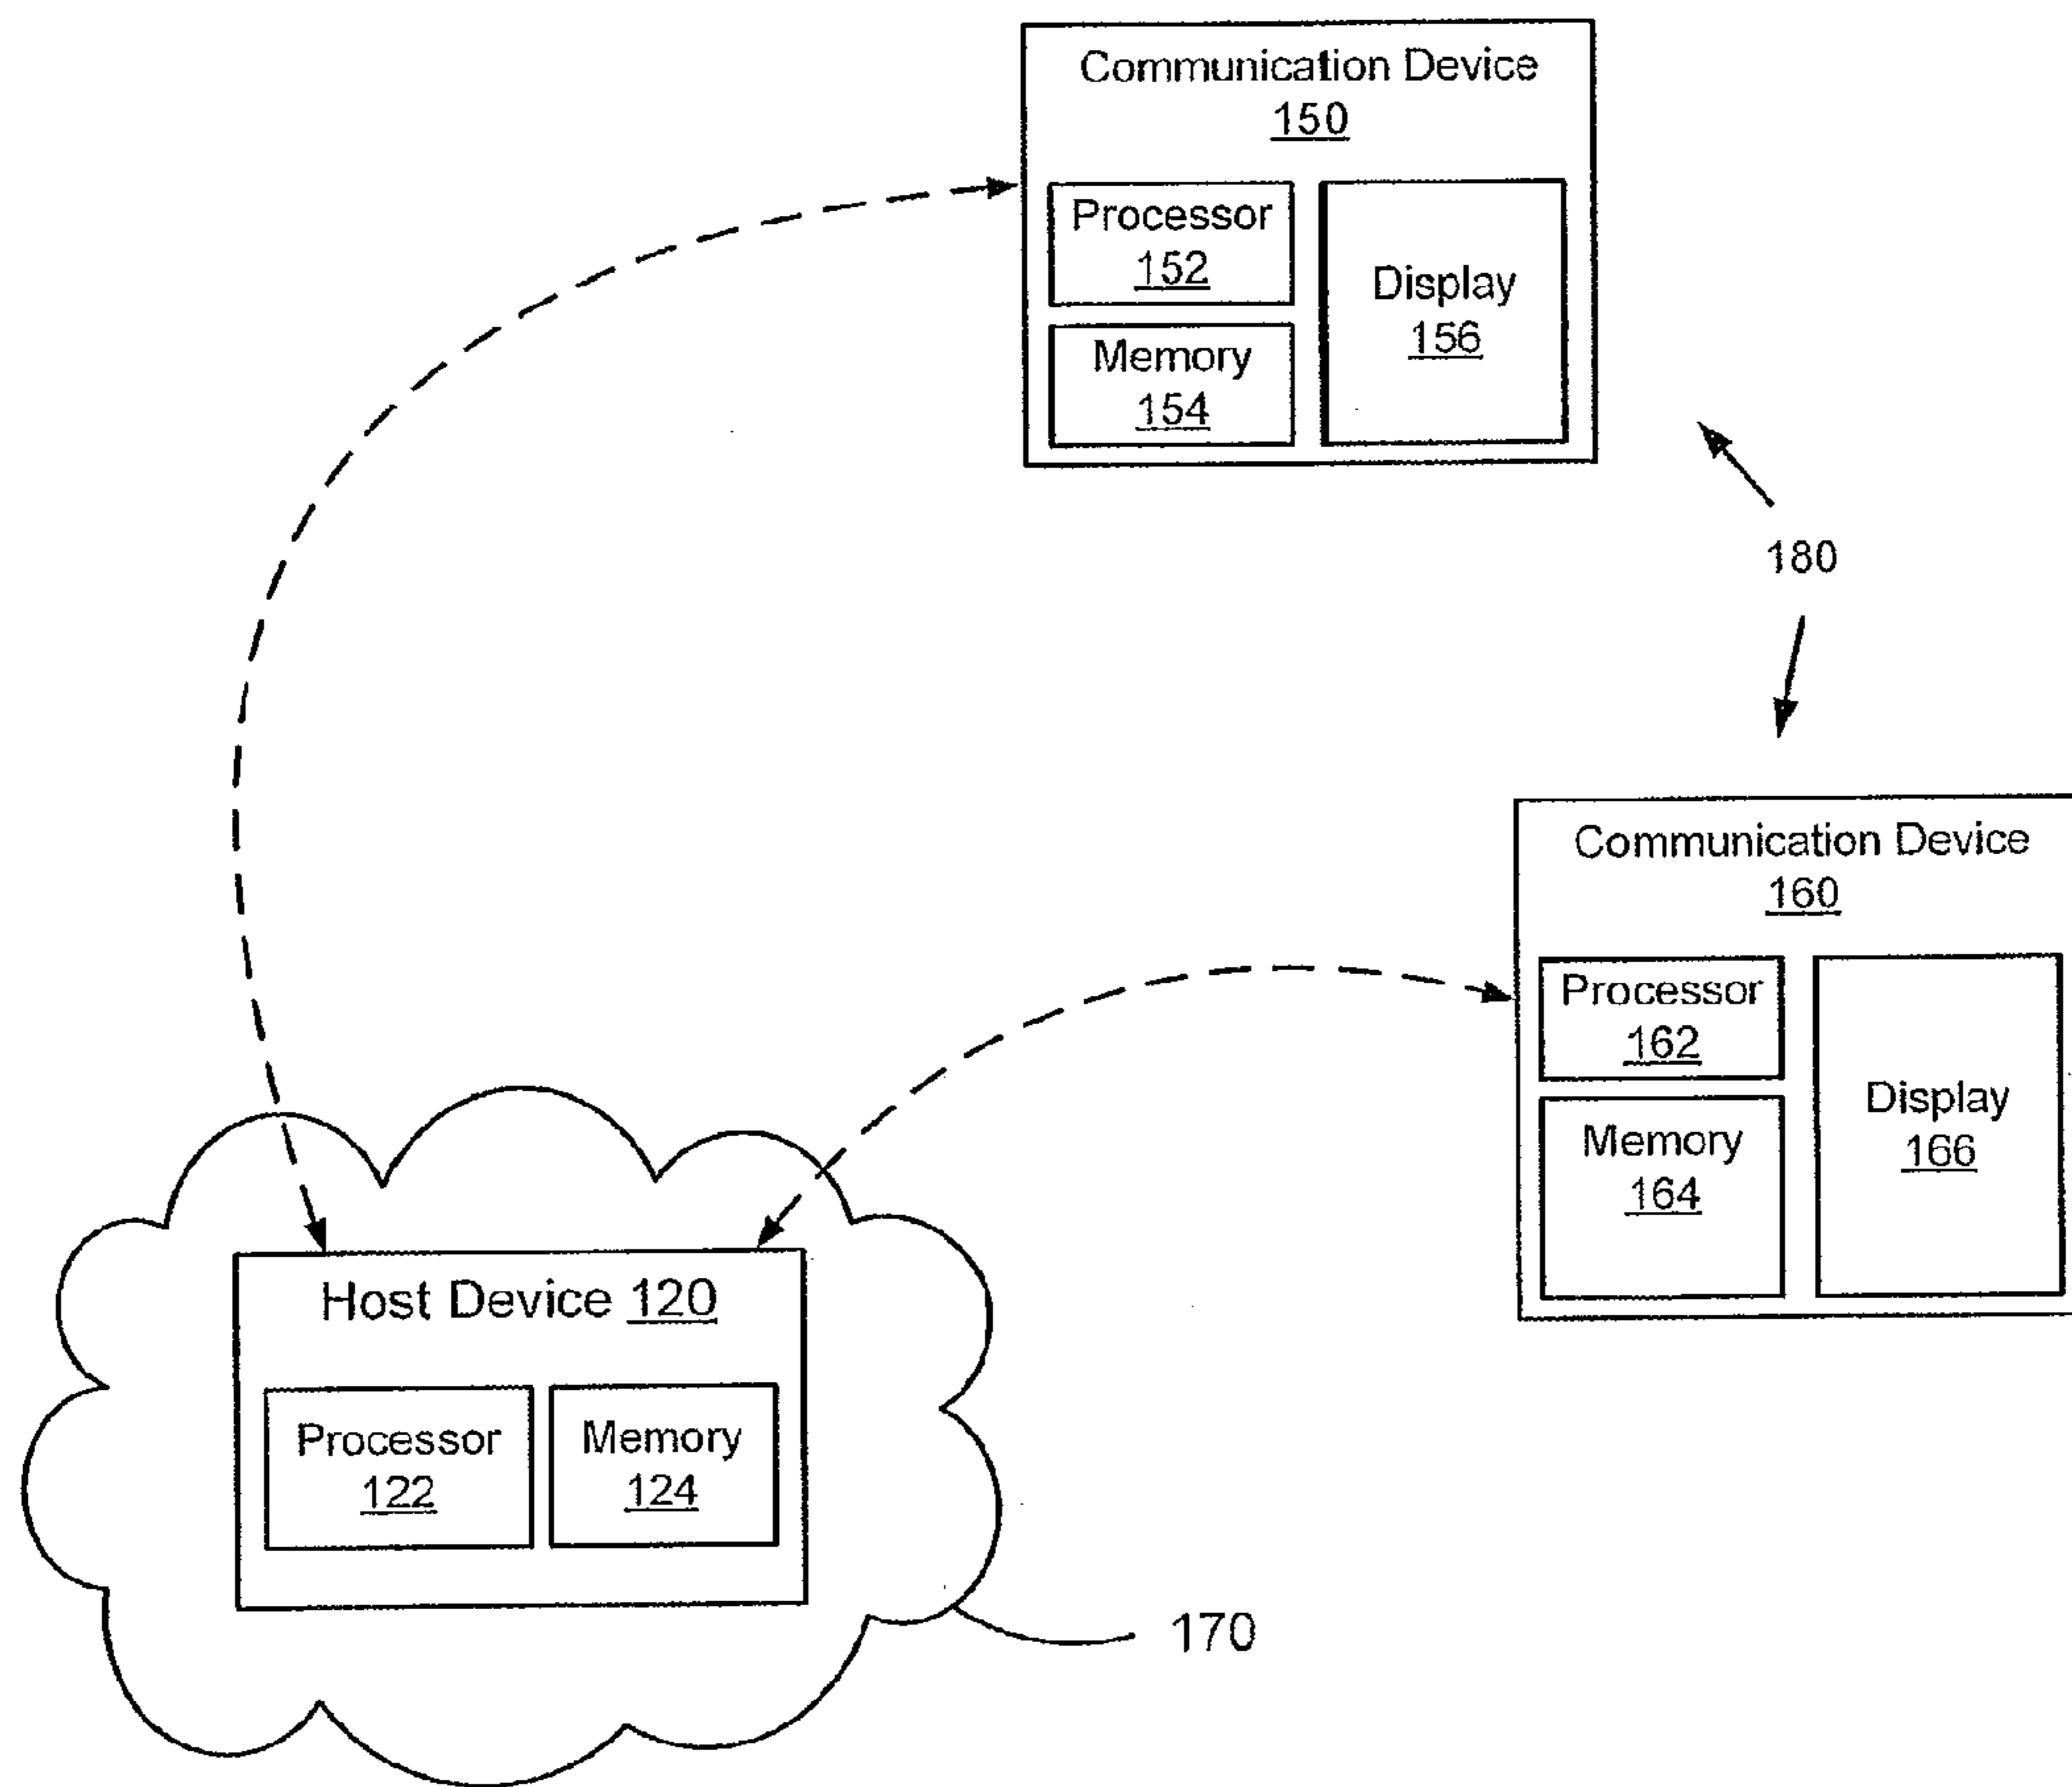 Communication Device
150
Processor
152
Memory
154
Display
156
180
Communication Device
160
Processor
162
Memory
164
Display
166
Host Device 120
Processor
122
Memory
124
170